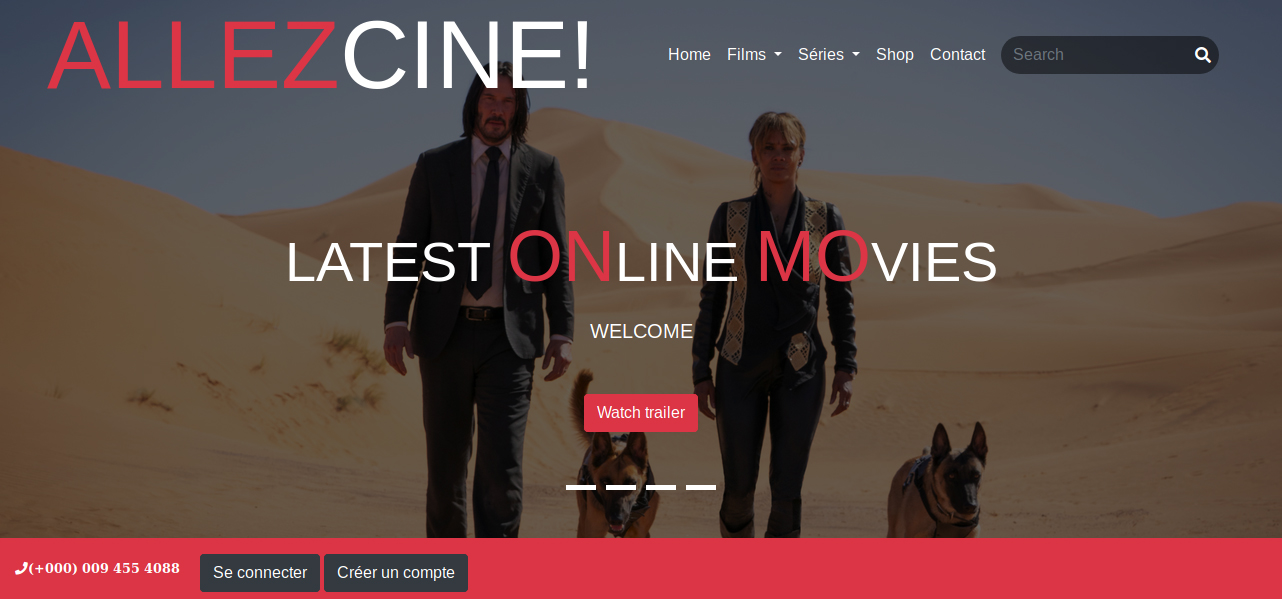 ALLEZCINE!
Home Films Séries Shop Contact Search
LATEST ONLINE MOVIES
WELCOME
Watch trailer
(+000) 009 455 4088 Se connecter Créer un compte